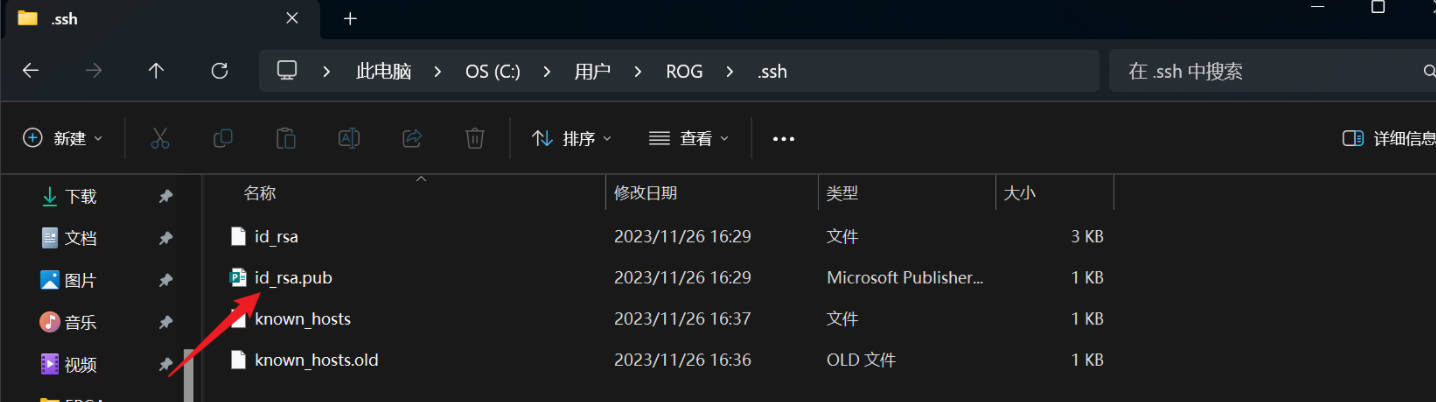 .ssh
此电脑 > OS (C:) > 用户 > ROG > .ssh
在 .ssh 中搜索
新建 排序 查看 详细信息
下载
文档
图片
音乐
视频
名称 修改日期 类型 大小
id_rsa 2023/11/26 16:29 文件 3 KB
id_rsa.pub 2023/11/26 16:29 Microsoft Publisher... 1 KB
known_hosts 2023/11/26 16:37 文件 1 KB
known_hosts.old 2023/11/26 16:36 OLD 文件 1 KB